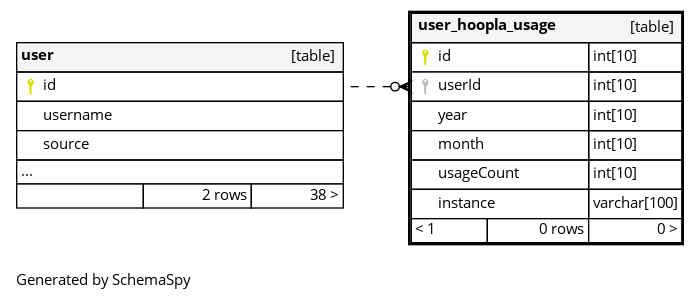 user [table]
id
username
source
...
2 rows 38 >
user_hoopla_usage [table]
id int[10]
userId int[10]
year int[10]
month int[10]
usageCount int[10]
instance varchar[100]
< 1 0 rows 0 >
Generated by SchemaSpy